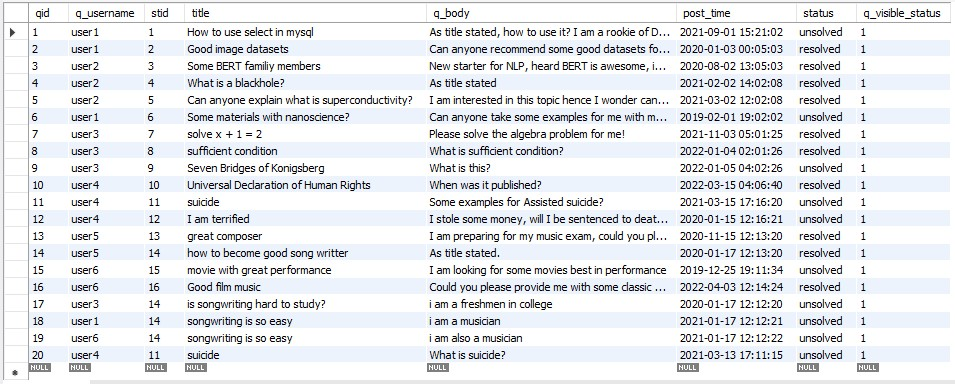 qid q_username stid title q_body post_time status q_visible_status
1 user1 1 How to use select in mysql As title stated, how to use it? I am a rookie of D... 2021-09-01 15:21:02 unsolved 1
2 user1 2 Good image datasets Can anyone recommend some good datasets fo... 2020-01-03 00:05:03 resolved 1
3 user2 3 Some BERT familiy members New starter for NLP, heard BERT is awesome, i... 2020-08-02 13:05:03 resolved 1
4 user2 4 What is a blackhole? As title stated 2021-02-02 14:02:08 unsolved 1
5 user2 5 Can anyone explain what is superconductivity? I am interested in this topic hence I wonder can... 2021-03-02 12:02:08 resolved 1
6 user1 6 Some materials with nanoscience? Can anyone take some examples for me with m... 2019-02-01 19:02:02 unsolved 1
7 user3 7 solve x + 1 = 2 Please solve the algebra problem for me! 2021-11-03 05:01:25 resolved 1
8 user3 8 sufficient condition What is sufficient condition? 2022-01-04 02:01:26 resolved 1
9 user3 9 Seven Bridges of Konigsberg What is this? 2022-01-05 04:02:26 unsolved 1
10 user4 10 Universal Declaration of Human Rights When was it published? 2022-03-15 04:06:40 resolved 1
11 user4 11 suicide Some examples for Assisted suicide? 2021-03-15 17:16:20 unsolved 1
12 user4 12 I am terrified I stole some money, will I be sentenced to deat... 2020-01-15 12:16:21 unsolved 1
13 user5 13 great composer I am preparing for my music exam, could you pl... 2020-11-15 12:13:20 resolved 1
14 user5 14 how to become good song writter As title stated. 2020-01-17 12:13:20 resolved 1
15 user6 15 movie with great performance I am looking for some movies best in performance 2019-12-25 19:11:34 unsolved 1
16 user6 16 Good film music Could you please provide me with some classic ... 2022-04-03 12:14:24 resolved 1
17 user3 14 is songwriting hard to study? i am a freshmen in college 2020-01-17 12:12:20 unsolved 1
18 user1 14 songwriting is so easy i am a musician 2021-01-17 12:12:21 unsolved 1
19 user6 14 songwriting is so easy i am also a musician 2021-01-17 12:12:22 unsolved 1
20 user4 11 suicide What is suicide? 2021-03-13 17:11:15 unsolved 1
NULL NULL NULL NULL NULL NULL NULL NULL